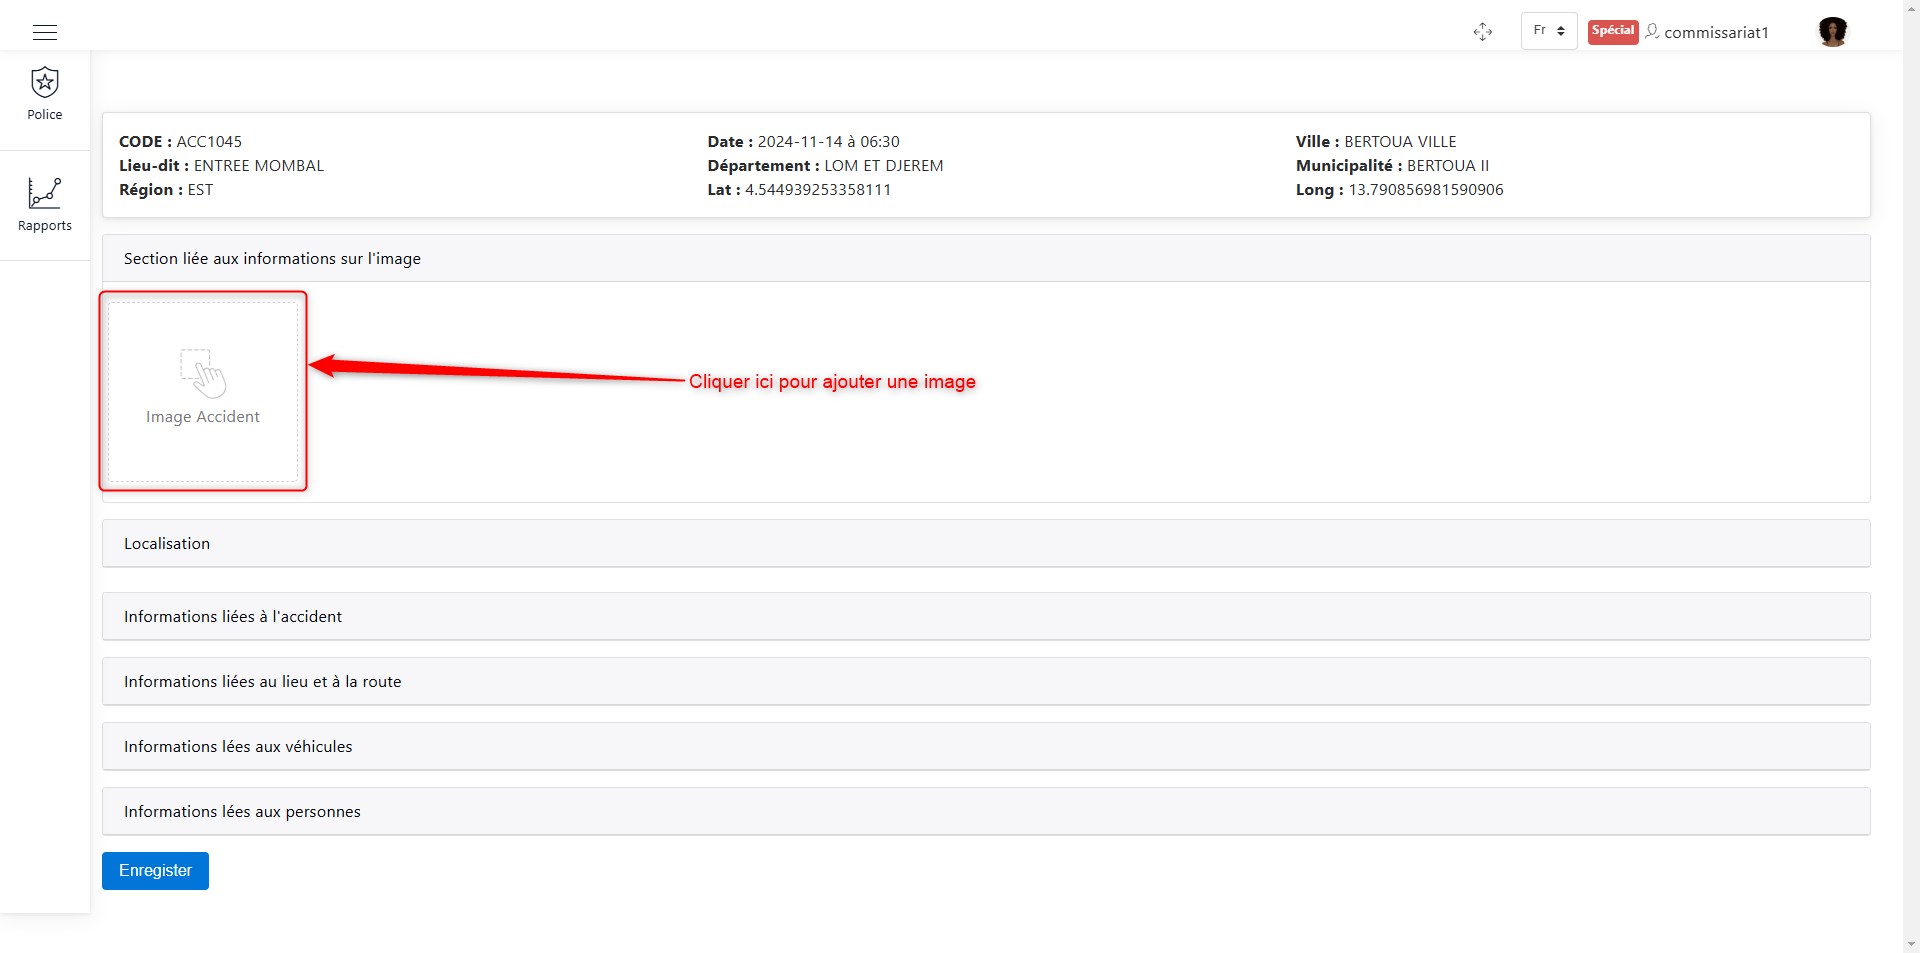 Fr
Spécial
commissariat1
Police
Rapports
CODE : ACC1045
Lieu-dit : ENTREE MOMBAL
Région : EST
Date : 2024-11-14 à 06:30
Département : LOM ET DJEREM
Lat : 4.544939253358111
Ville : BERTOUA VILLE
Municipalité : BERTOUA II
Long : 13.790856981590906
Section liée aux informations sur l'image
Image Accident
Cliquer ici pour ajouter une image
Localisation
Informations liées à l'accident
Informations liées au lieu et à la route
Informations lées aux véhicules
Informations lées aux personnes
Enregister